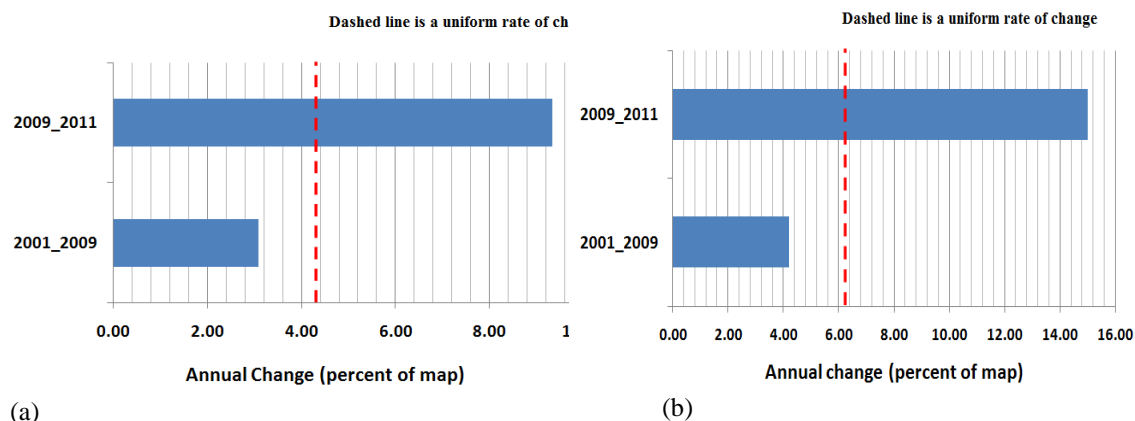 Dashed line is a uniform rate of ch
2009_2011
2001_2009
0.00 2.00 4.00 6.00 8.00 1
Annual Change (percent of map)
(a)
Dashed line is a uniform rate of change
2009_2011
2001_2009
0.00 2.00 4.00 6.00 8.00 10.00 12.00 14.00 16.00
Annual change (percent of map)
(b)